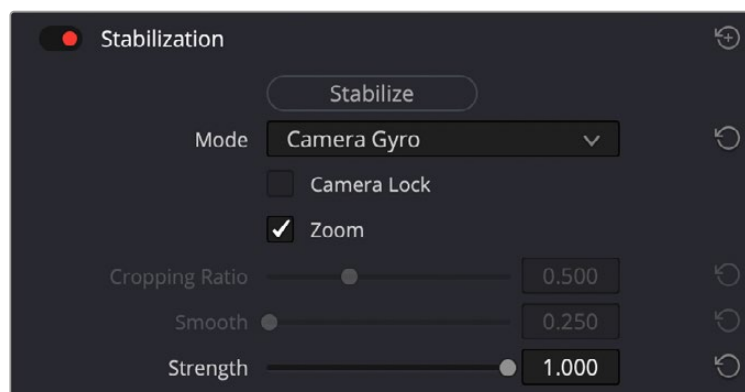 Stabilization
Stabilize
Mode Camera Gyro
Camera Lock
Zoom
Cropping Ratio 0.500
Smooth 0.250
Strength 1.000